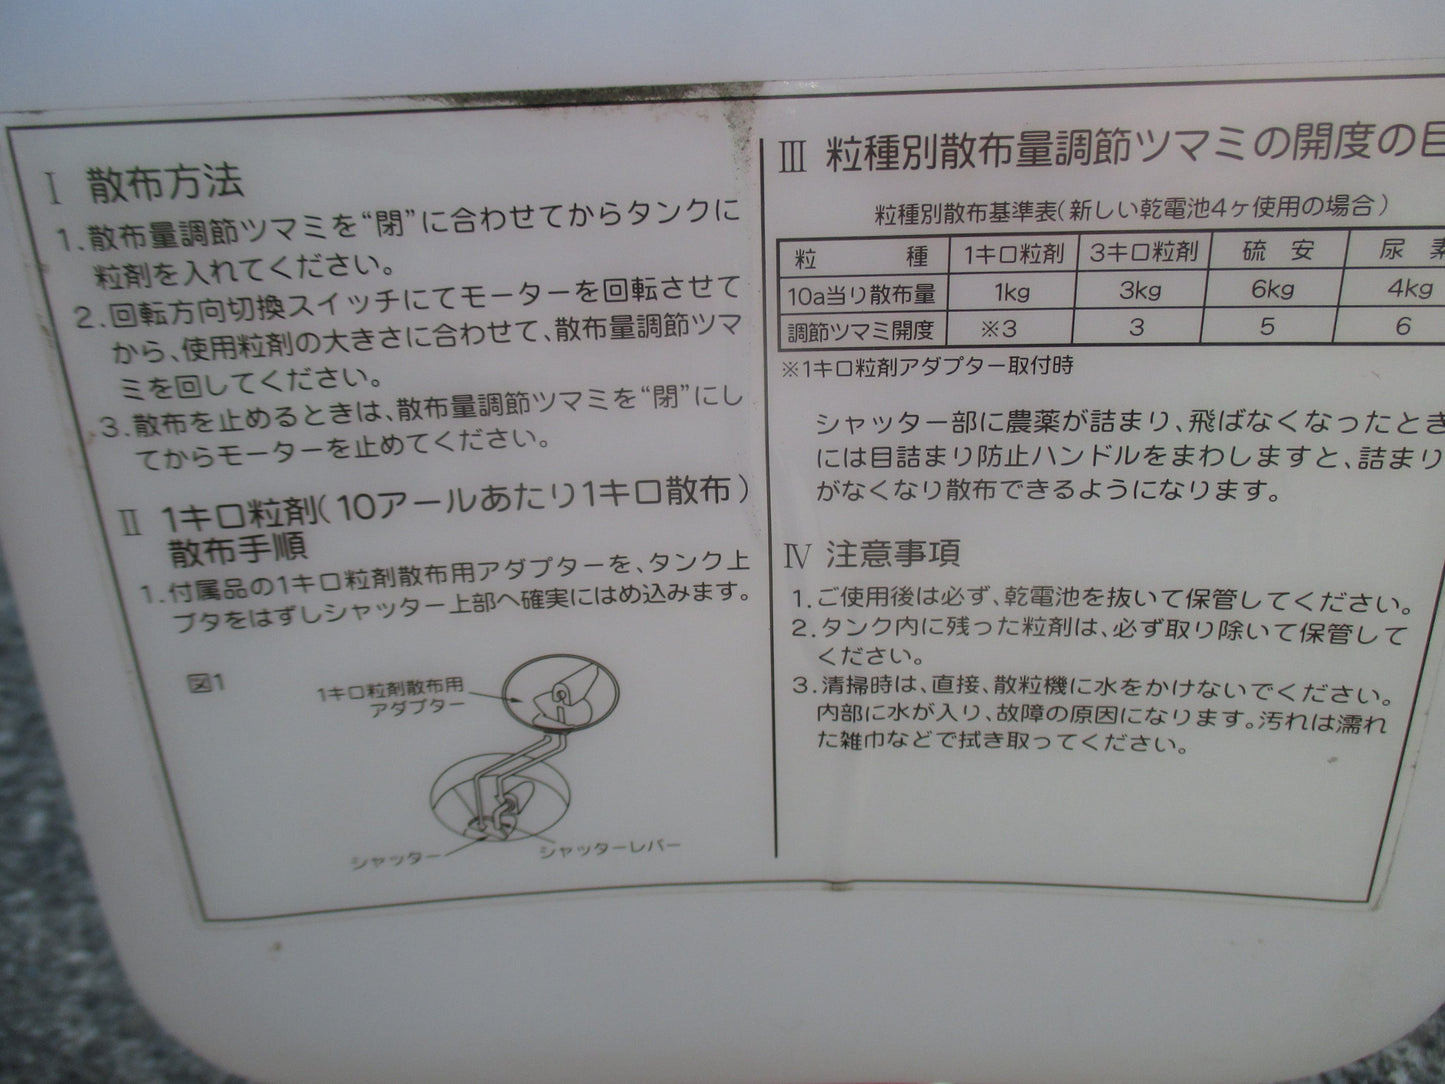 Ⅰ 散布方法
1.散布量調節ツマミを“閉”に合わせてからタンクに
粒剤を入れてください。
2.回転方向切換スイッチにてモーターを回転させて
から、使用粒剤の大きさに合わせて、散布量調節ツマ
ミを回してください。
3.散布を止めるときは、散布量調節ツマミを“閉”にし
てからモーターを止めてください。
Ⅱ 1キロ粒剤(10アールあたり1キロ散布)
散布手順
1.付属品の1キロ粒剤散布用アダプターを、タンク上
ブタをはずしシャッター上部へ確実にはめ込みます。
図1
1キロ粒剤散布用
アダプター
シャッター
シャッターレバー
Ⅲ 粒種別散布量調節ツマミの開度の目
粒種別散布基準表(新しい乾電池4ヶ使用の場合)
粒 種 1キロ粒剤 3キロ粒剤 硫 安 尿 素
10a当り散布量 1kg 3kg 6kg 4kg
調節ツマミ開度 ※3 3 5 6
※1キロ粒剤アダプター取付時
シャッター部に農薬が詰まり、飛ばなくなったとき
には目詰まり防止ハンドルをまわしますと、詰まり
がなくなり散布できるようになります。
Ⅳ 注意事項
1.ご使用後は必ず、乾電池を抜いて保管してください。
2.タンク内に残った粒剤は、必ず取り除いて保管して
ください。
3.清掃時は、直接、散粒機に水をかけないでください。
内部に水が入り、故障の原因になります。汚れは濡れ
た雑巾などで拭き取ってください。